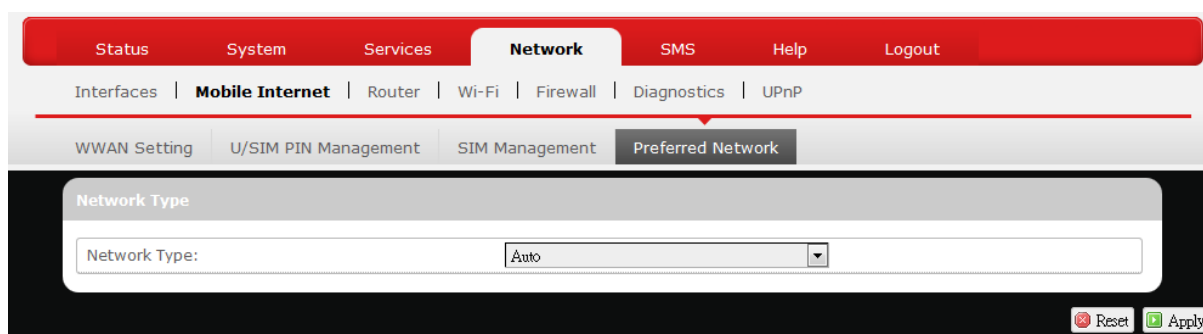 Status System Services Network SMS Help Logout
Interfaces | Mobile Internet | Router | Wi-Fi | Firewall | Diagnostics | UPnP
WWAN Setting U/SIM PIN Management SIM Management Preferred Network
Network Type
Network Type: Auto
Reset Apply